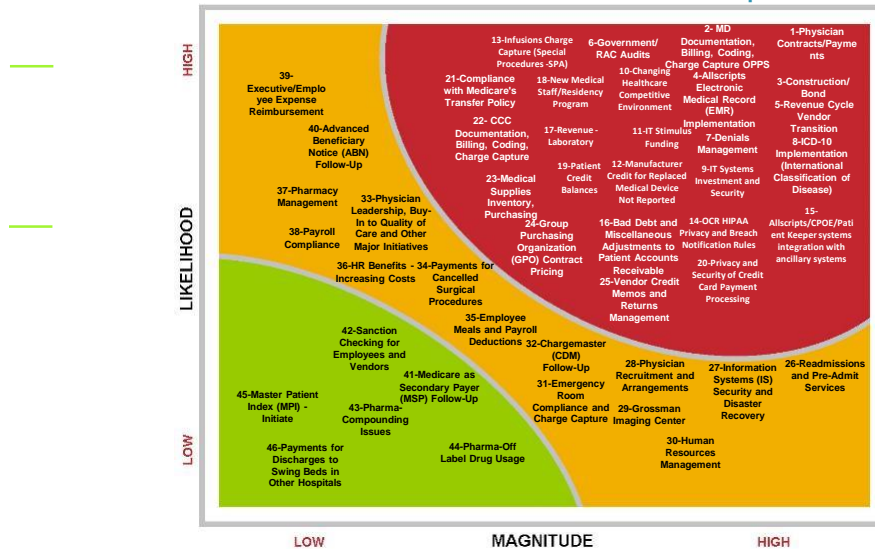 HIGH
LIKELIHOOD
LOW
39-
Executive/Emplo
yee Expense
Reimbursement
40-Advanced
Beneficiary
Notice (ABN)
Follow-Up
37-Pharmacy
Management
33-Physician
Leadership, Buy-
In to Quality of
Care and Other
Major Initiatives
38-Payroll
Compliance
36-HR Benefits -
Increasing Costs
34-Payments for
Cancelled
Surgical
Procedures
35-Employee
Meals and Payroll
Deductions
13-Infusions Charge
Capture (Special
Procedures -SPA)
6-Government/
RAC Audits
2- MD
Documentation,
Billing, Coding,
Charge Capture OPPS
1-Physician
Contracts/Payme
nts
21-Compliance
with Medicare's
Transfer Policy
18-New Medical
Staff/Residency
Program
10-Changing
Healthcare
Competitive
Environment
4-Allscripts
Electronic
Medical Record
(EMR)
Implementation
3-Construction/
Bond
5-Revenue Cycle
Vendor
Transition
22- CCC
Documentation,
Billing, Coding,
Charge Capture
17-Revenue -
Laboratory
11-IT Stimulus
Funding
7-Denials
Management
8-ICD-10
Implementation
(International
Classification of
Disease)
23-Medical
Supplies
Inventory,
Purchasing
19-Patient
Credit
Balances
12-Manufacturer
Credit for Replaced
Medical Device
Not Reported
9-IT Systems
Investment and
Security
24-Group
Purchasing
Organization
(GPO) Contract
Pricing
16-Bad Debt and
Miscellaneous
Adjustments to
Patient Accounts
Receivable
14-OCR HIPAA
Privacy and Breach
Notification Rules
15-
Allscripts/CPOE/Pati
ent Keeper systems
integration with
ancillary systems
25-Vendor Credit
Memos and
Returns
Management
20-Privacy and
Security of Credit
Card Payment
Processing
32-Chargemaster
(CDM)
Follow-Up
28-Physician
Recruitment and
Arrangements
27-Information
Systems (IS)
Security and
Disaster
Recovery
26-Readmissions
and Pre-Admit
Services
31-Emergency
Room
Compliance and
Charge Capture
29-Grossman
Imaging Center
30-Human
Resources
Management
42-Sanction
Checking for
Employees and
Vendors
41-Medicare as
Secondary Payer
(MSP) Follow-Up
45-Master Patient
Index (MPI) -
Initiate
43-Pharma-
Compounding
Issues
46-Payments for
Discharges to
Swing Beds in
Other Hospitals
44-Pharma-Off
Label Drug Usage
LOW
MAGNITUDE
HIGH